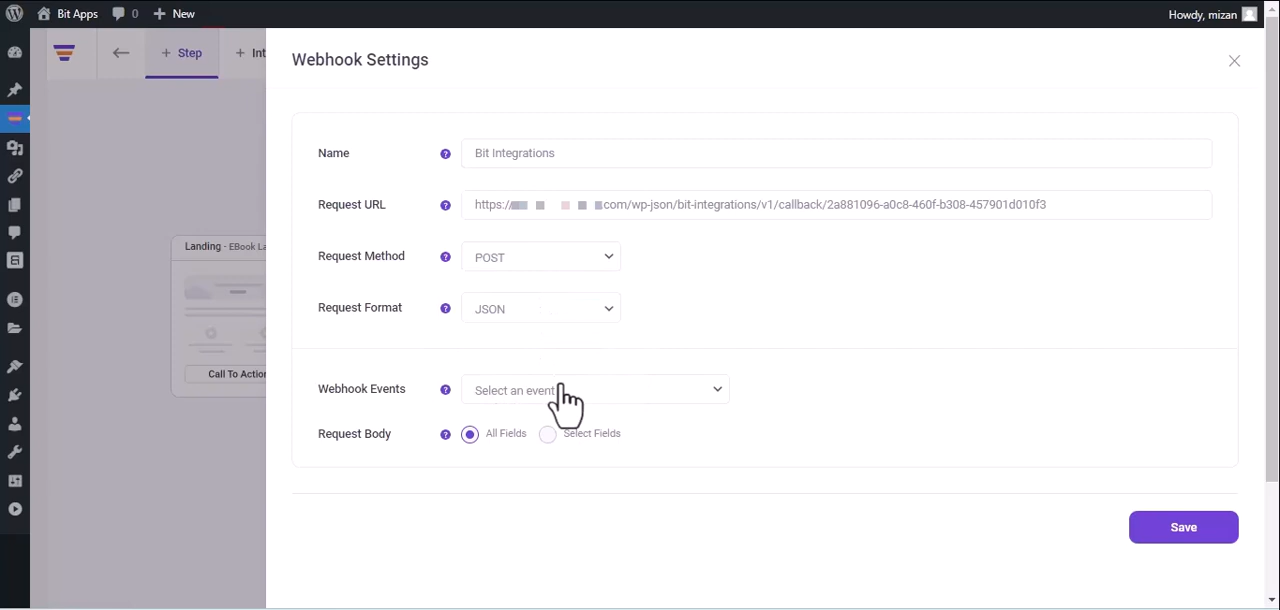 Bit Apps 0 + New Howdy, mizan
← + Step + Int
Webhook Settings
Name ? Bit Integrations
Request URL ? https:// .com/wp-json/bit-integrations/v1/callback/2a881096-a0c8-460f-b308-457901d010f3
Request Method ? POST
Landing - EBook La
Request Format ? JSON
Call To Action
Webhook Events ? Select an event
Request Body ? All Fields Select Fields
Save